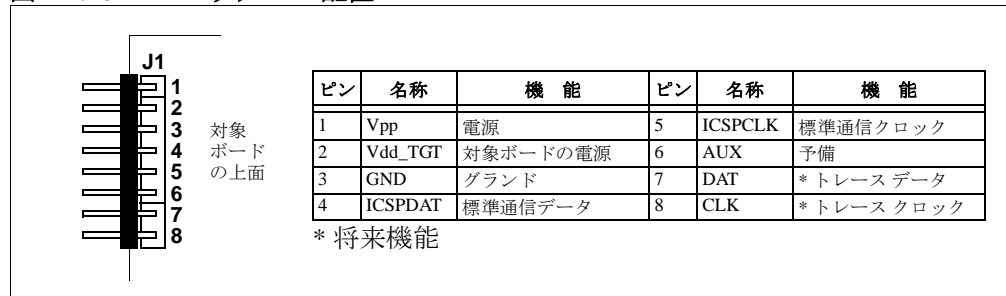 J1
1
2
3
4
5
6
7
8
対象
ボード
の上面
ピン 名称 機 能 ピン 名称 機 能
1 Vpp 電源 5 ICSPCLK 標準通信クロック
2 Vdd_TGT 対象ボードの電源 6 AUX 予備
3 GND グランド 7 DAT * トレース データ
4 ICSPDAT 標準通信データ 8 CLK * トレース クロック
* 将来機能